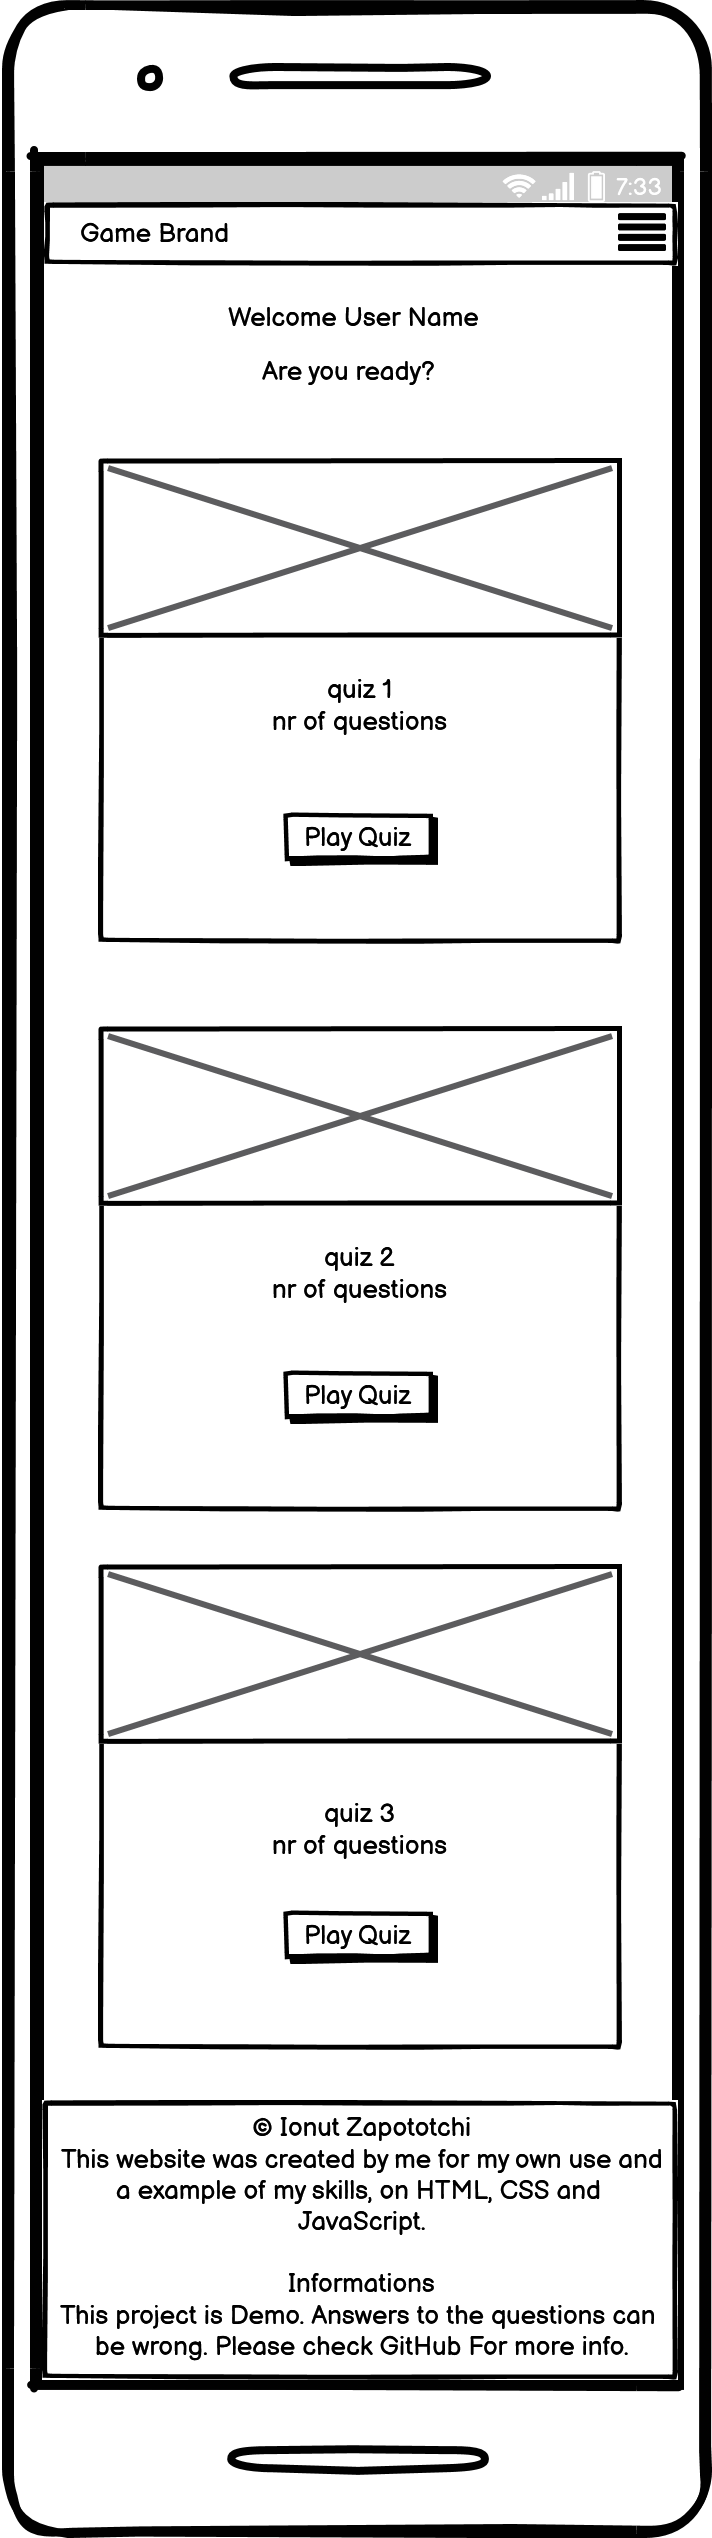 7:33
Game Brand
Welcome User Name
Are you ready?
quiz 1
nr of questions
Play Quiz
quiz 2
nr of questions
Play Quiz
quiz 3
nr of questions
Play Quiz
© Ionut Zapototchi
This website was created by me for my own use and
a example of my skills, on HTML, CSS and
JavaScript.
Informations
This project is Demo. Answers to the questions can
be wrong. Please check GitHub For more info.